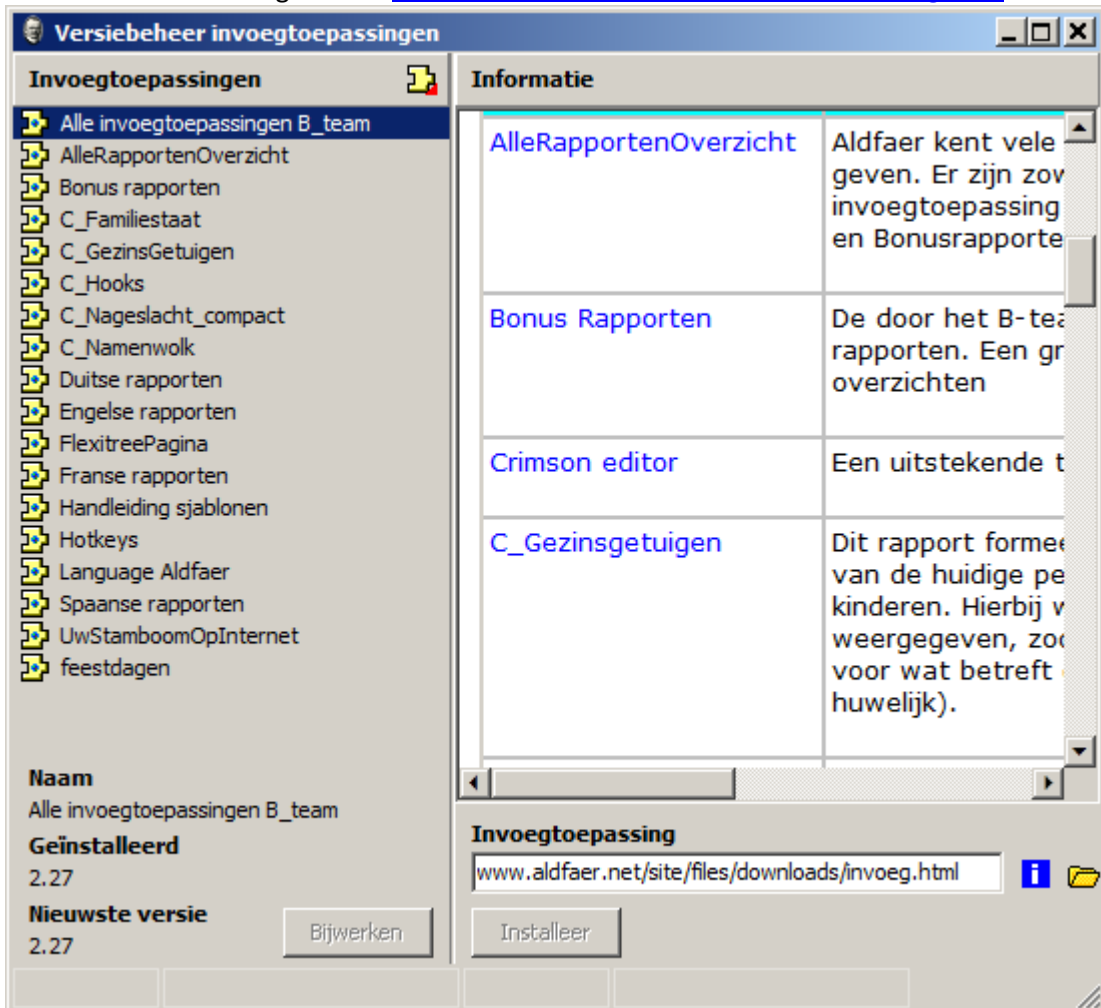 Versiebeheer invoegtoepassingen
Invoegtoepassingen
Alle invoegtoepassingen B_team
AlleRapportenOverzicht
Bonus rapporten
C_Familiestaat
C_GezinsGetuigen
C_Hooks
C_Nageslacht_compact
C_Namenwolk
Duitse rapporten
Engelse rapporten
FlexitreePagina
Franse rapporten
Handleiding sjablonen
Hotkeys
Language Aldfaer
Spaanse rapporten
UwStamboomOpInternet
feestdagen
Naam
Alle invoegtoepassingen B_team
Geïnstalleerd
2.27
Nieuwste versie
2.27
Bijwerken
Informatie
AlleRapportenOverzicht
Aldfaer kent vele
geven. Er zijn zow
invoegtoepassing
en Bonusrapporte
Bonus Rapporten
De door het B-tea
rapporten. Een gr
overzichten
Crimson editor
Een uitstekende t
C_Gezinsgetuigen
Dit rapport formee
van de huidige pe
kinderen. Hierbij w
weergegeven, zoo
voor wat betreft
huwelijk).
Invoegtoepassing
www.aldfaer.net/site/files/downloads/invoeg.html
Installeer